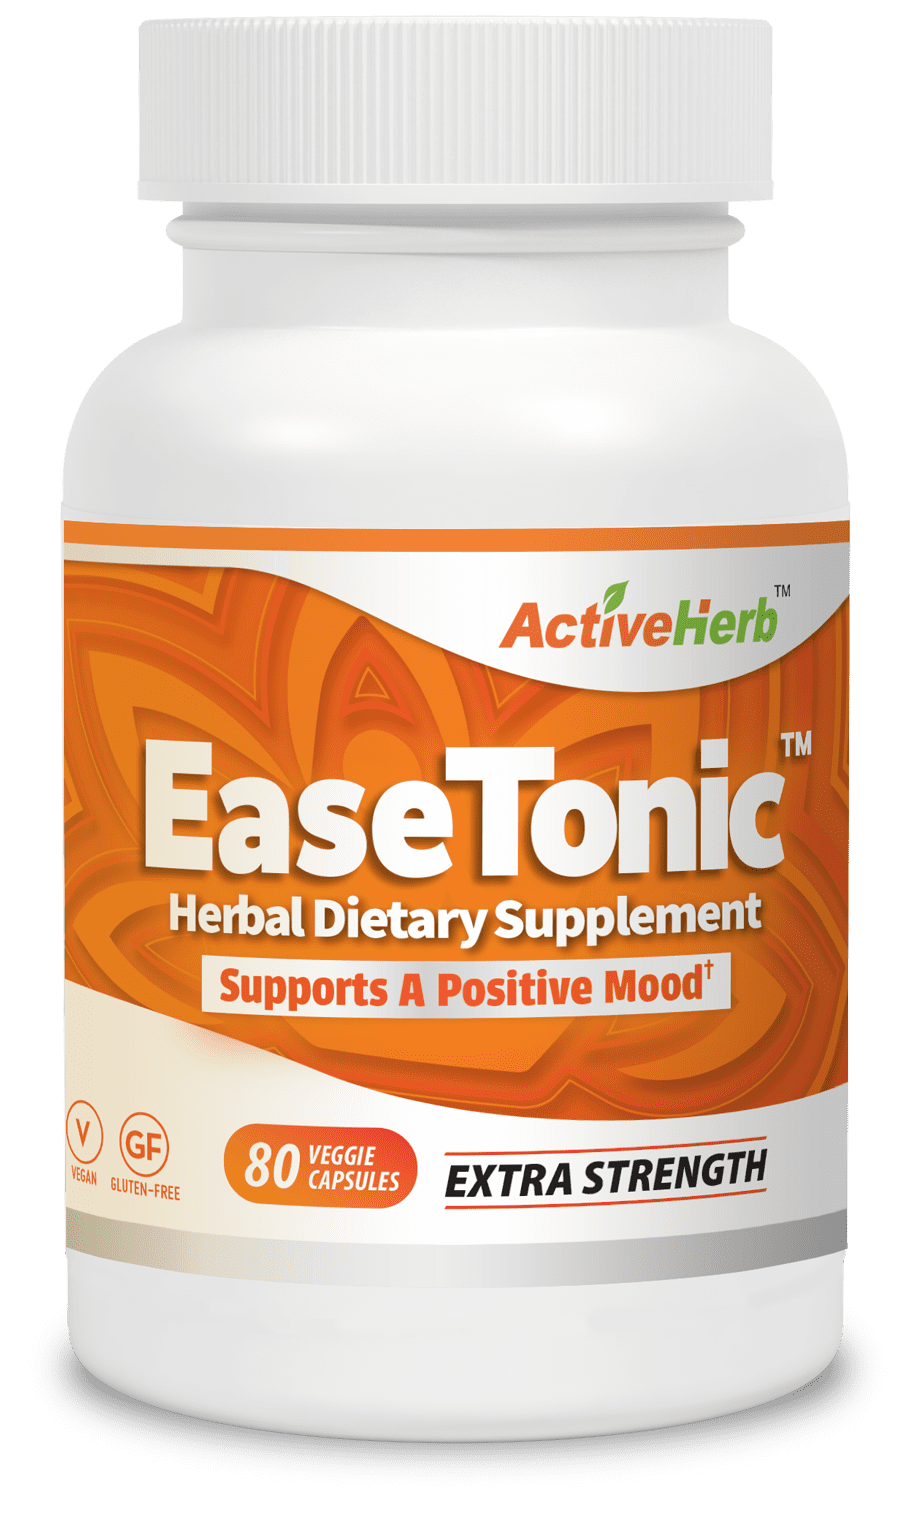 ActiveHerb™
EaseTonic™
Herbal Dietary Supplement
Supports A Positive Mood†
V
VEGAN
GF
GLUTEN-FREE
80 VEGGIE
CAPSULES
EXTRA STRENGTH